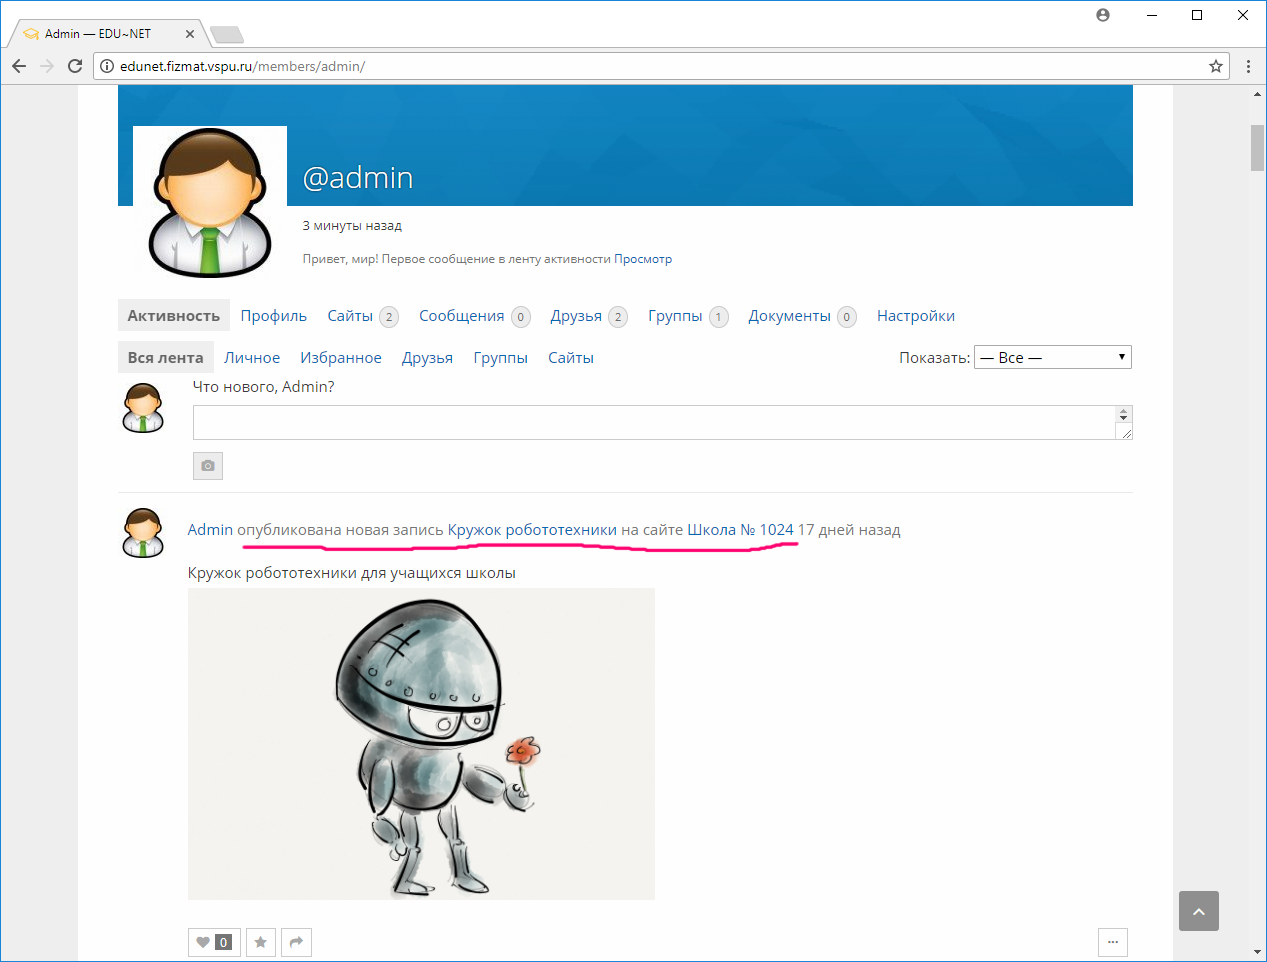 Admin — EDU~NET
edunet.fizmat.vspu.ru/members/admin/
@admin
3 минуты назад
Привет, мир! Первое сообщение в ленту активности Просмотр
Активность Профиль Сайты 2 Сообщения 0 Друзья 2 Группы 1 Документы 0 Настройки
Вся лента Личное Избранное Друзья Группы Сайты Показать: — Все —
Что нового, Admin?
Admin опубликована новая запись Кружок робототехники на сайте Школа № 1024 17 дней назад
Кружок робототехники для учащихся школы
0